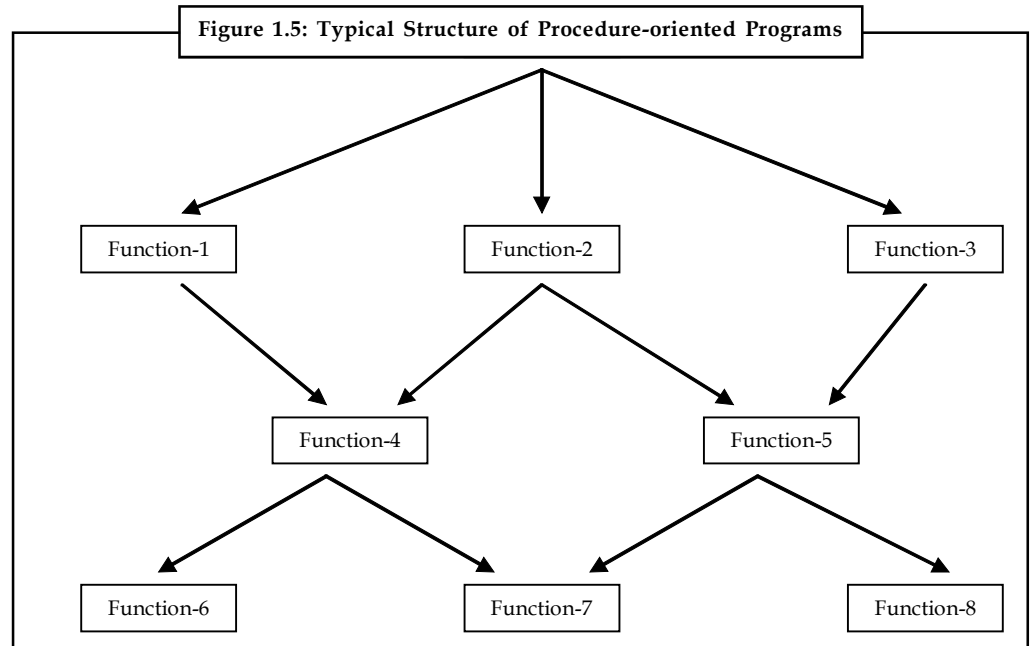 Figure 1.5: Typical Structure of Procedure-oriented Programs
Function-1
Function-2
Function-3
Function-4
Function-5
Function-6
Function-7
Function-8